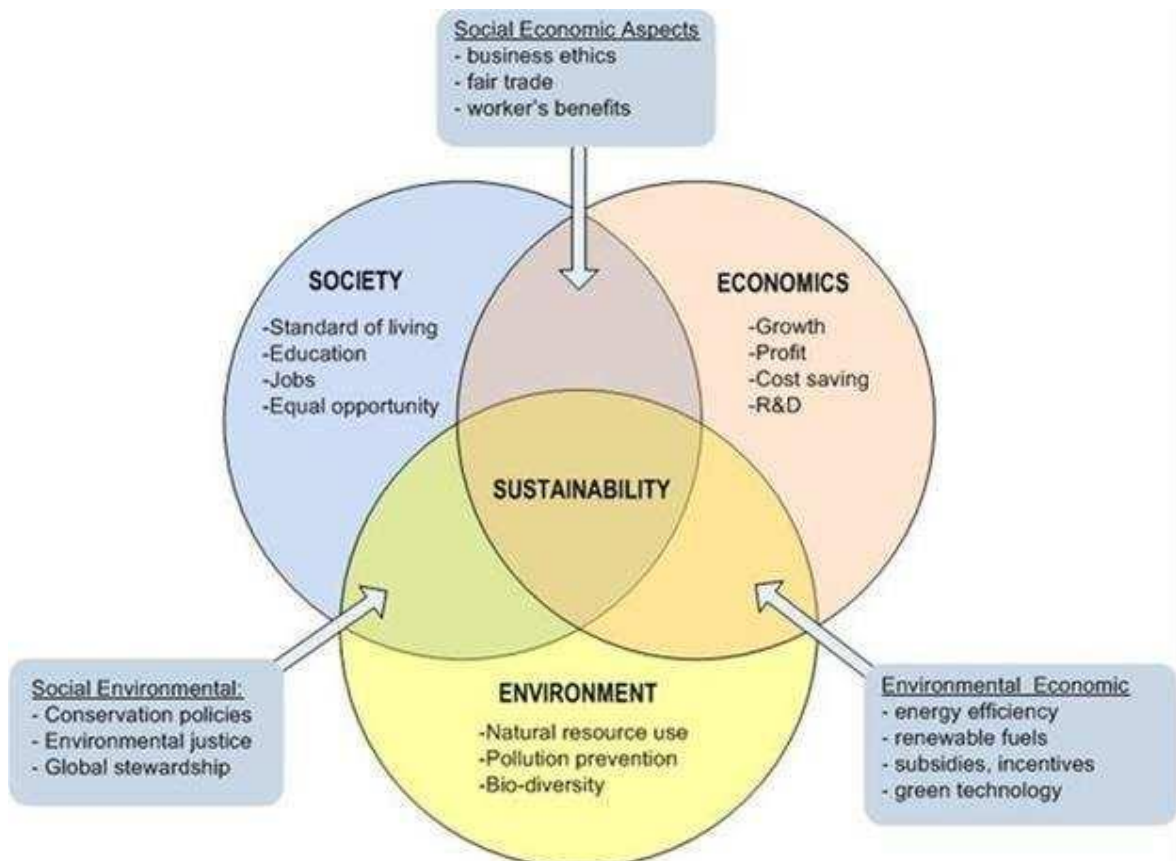 Social Economic Aspects
- business ethics
- fair trade
- worker's benefits
SOCIETY
-Standard of living
-Education
-Jobs
-Equal opportunity
ECONOMICS
-Growth
-Profit
-Cost saving
-R&D
SUSTAINABILITY
Social Environmental:
- Conservation policies
- Environmental justice
- Global stewardship
ENVIRONMENT
-Natural resource use
-Pollution prevention
-Bio-diversity
Environmental Economic
- energy efficiency
- renewable fuels
- subsidies, incentives
- green technology